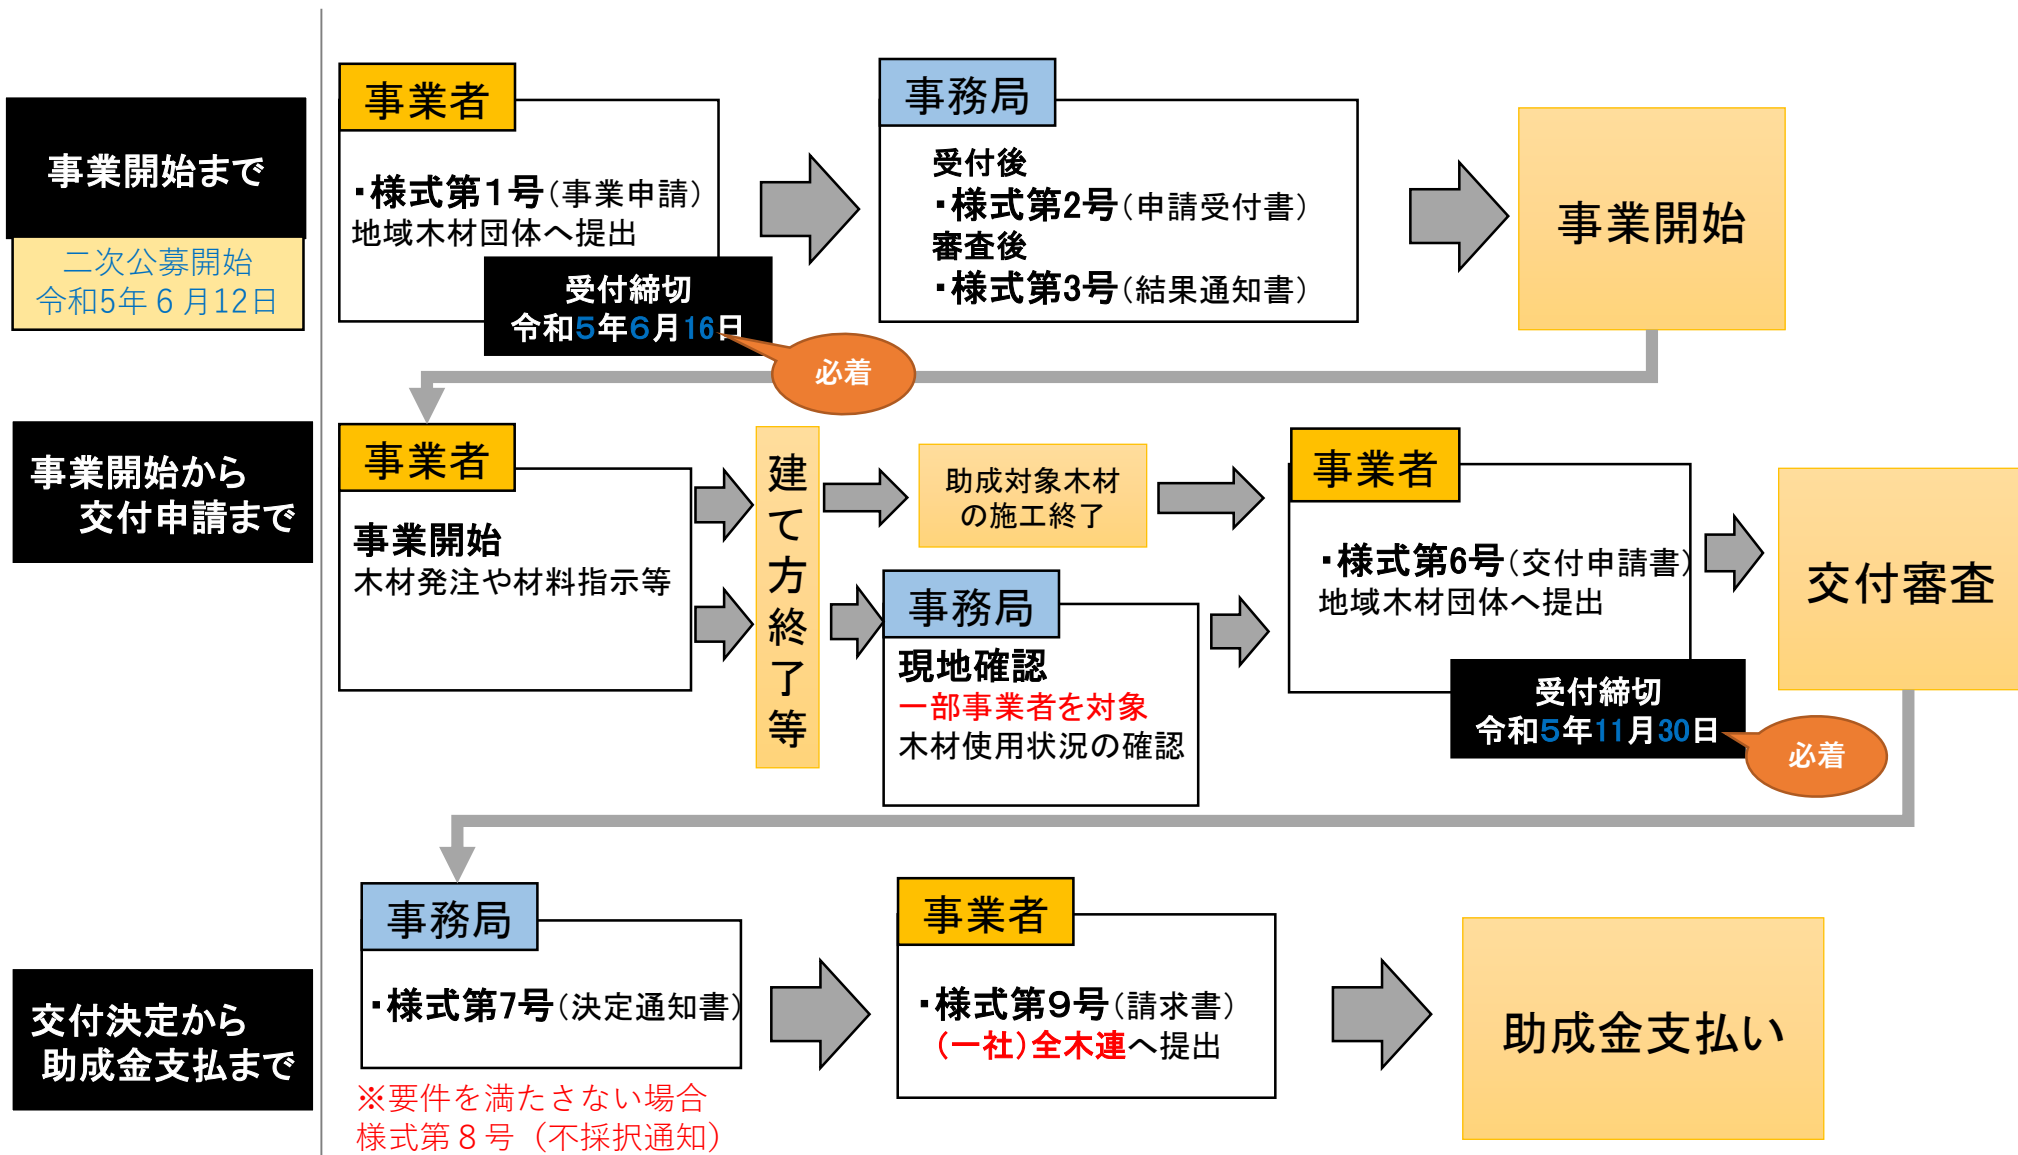 事業開始まで
二次公募開始
令和5年6月12日
事業者
・様式第1号(事業申請)
地域木材団体へ提出
受付締切
令和5年6月16日
必着
事務局
受付後
・様式第2号(申請受付書)
審査後
・様式第3号(結果通知書)
事業開始
事業開始から
交付申請まで
事業者
事業開始
木材発注や材料指示等
建て方終了等
助成対象木材
の施工終了
事務局
現地確認
一部事業者を対象
木材使用状況の確認
事業者
・様式第6号(交付申請書)
地域木材団体へ提出
受付締切
令和5年11月30日
必着
交付審査
交付決定から
助成金支払まで
事務局
・様式第7号(決定通知書)
※要件を満たさない場合
様式第8号(不採択通知)
事業者
・様式第9号(請求書)
(一社)全木連へ提出
助成金支払い